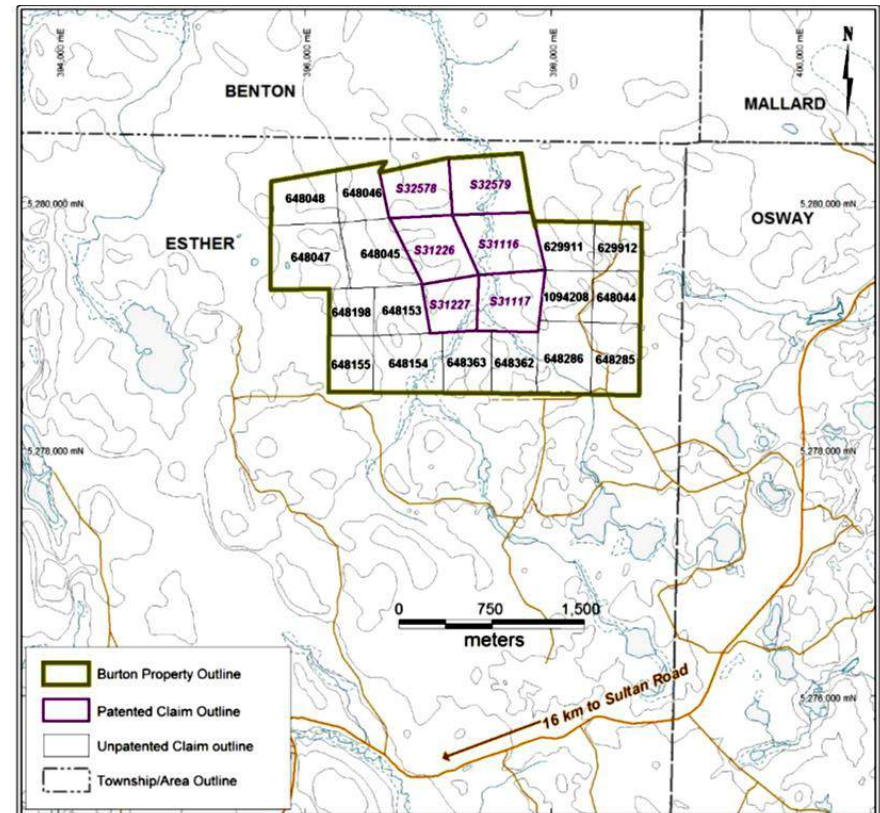 394,000 mE
396,000 mE
398,000 mE
400,000 mE
N
BENTON
MALLARD
5,280,000 mN
5,280,000 mN
ESTHER
OSWAY
648048
648046
S32578
S32579
648047
648045
S31226
S31116
629911
629912
648198
648153
S31227
S31117
1094208
648044
648155
648154
648363
648362
648286
648285
5,278,000 mN
5,278,000 mN
0 750 1,500
meters
16 km to Sultan Road
5,276,000 mN
Burton Property Outline
Patented Claim Outline
Unpatented Claim outline
Township/Area Outline